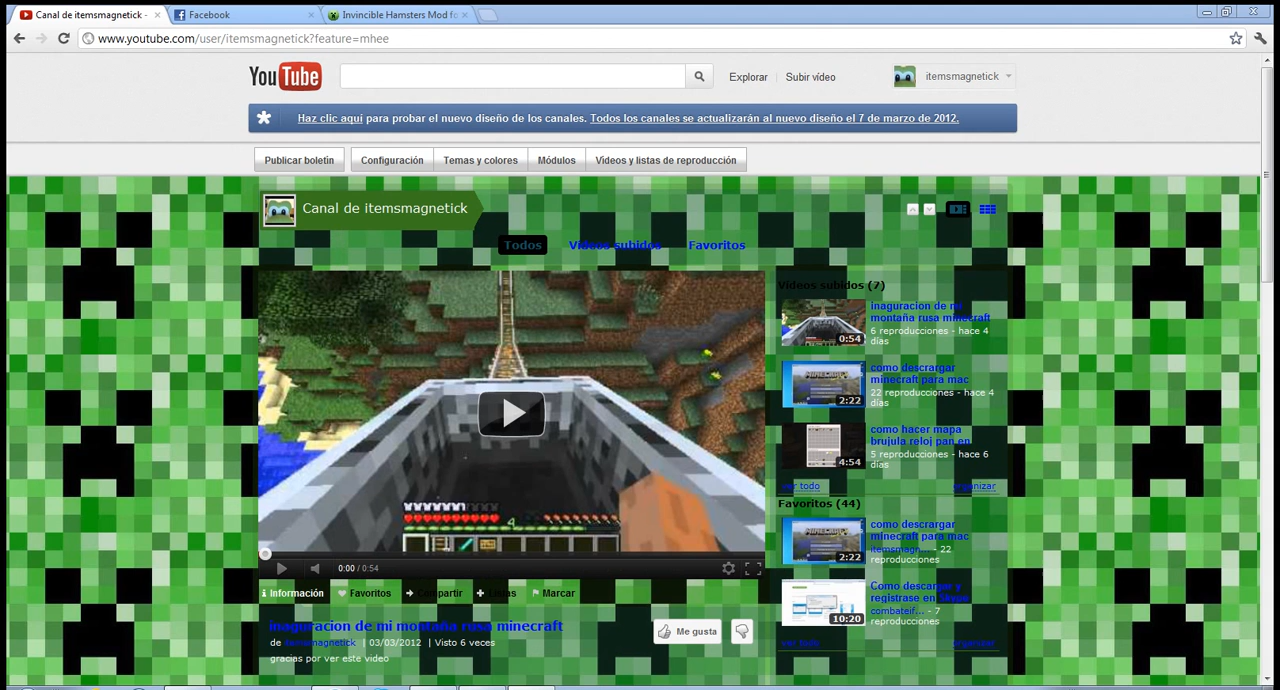 Canal de itemsmagnetick -
Facebook
Invincible Hamsters Mod fo
www.youtube.com/user/itemsmagnetick?feature=mhee
YouTube
Explorar
Subir vídeo
itemsmagnetick
Haz clic aquí para probar el nuevo diseño de los canales. Todos los canales se actualizarán al nuevo diseño el 7 de marzo de 2012.
Publicar boletín
Configuración
Temas y colores
Módulos
Vídeos y listas de reproducción
Canal de itemsmagnetick
Todos
Vídeos subidos
Favoritos
Vídeos subidos (7)
inaguracion de mi
montaña rusa minecraft
6 reproducciones - hace 4
días
0:54
como descrargar
minecraft para mac
22 reproducciones - hace 4
días
MINECRAFT
2:22
como hacer mapa
brujula reloj pan en
5 reproducciones - hace 6
días
4:54
ver todo
organizar
Favoritos (44)
como descrargar
minecraft para mac
itemsmagn... - 22
reproducciones
MINECRAFT
2:22
Como descargar y
registrase en Skype
combateif... - 7
reproducciones
10:20
ver todo
organizar
4
0:00 / 0:54
Información
Favoritos
Compartir
Listas
Marcar
inaguracion de mi montaña rusa minecraft
de itemsmagnetick | 03/03/2012 | Visto 6 veces
gracias por ver este video
Me gusta